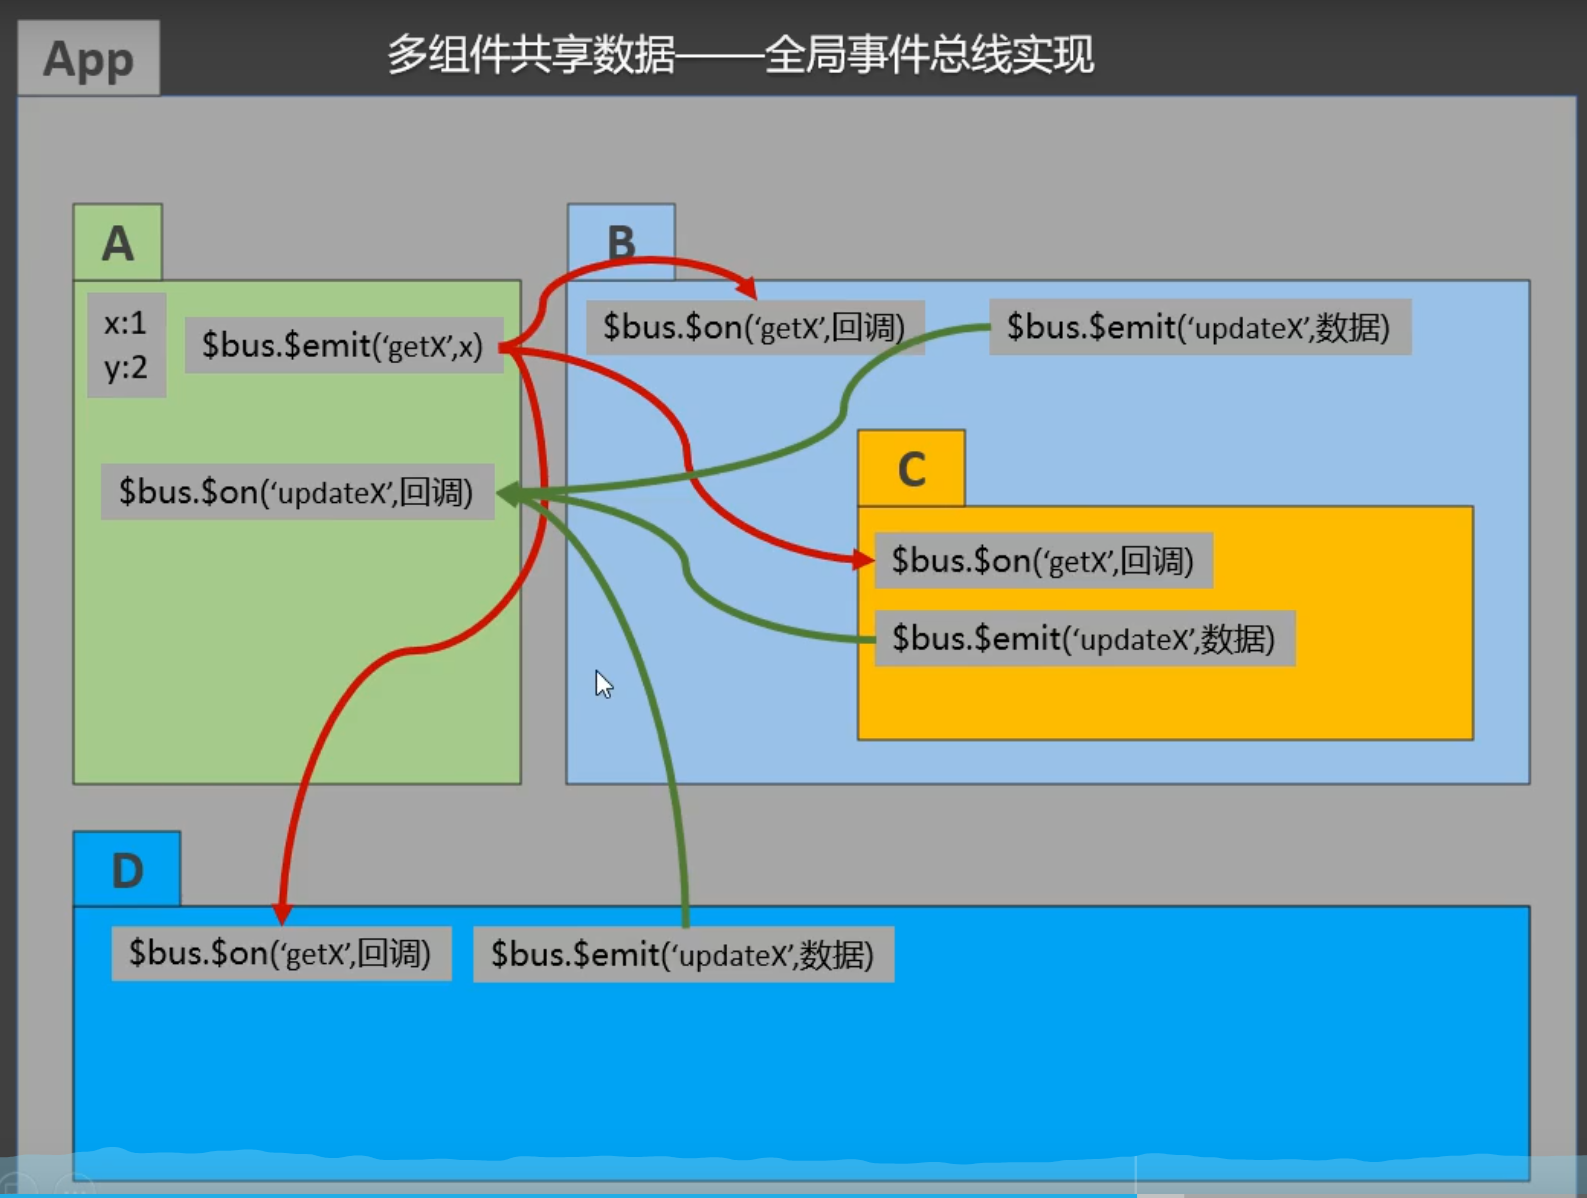 App
多组件共享数据——全局事件总线实现
A
x:1
y:2
$bus.$emit(‘getX’,x)
$bus.$on(‘updateX’,回调)
B
$bus.$on(‘getX’,回调)
$bus.$emit(‘updateX’,数据)
C
$bus.$on(‘getX’,回调)
$bus.$emit(‘updateX’,数据)
D
$bus.$on(‘getX’,回调)
$bus.$emit(‘updateX’,数据)